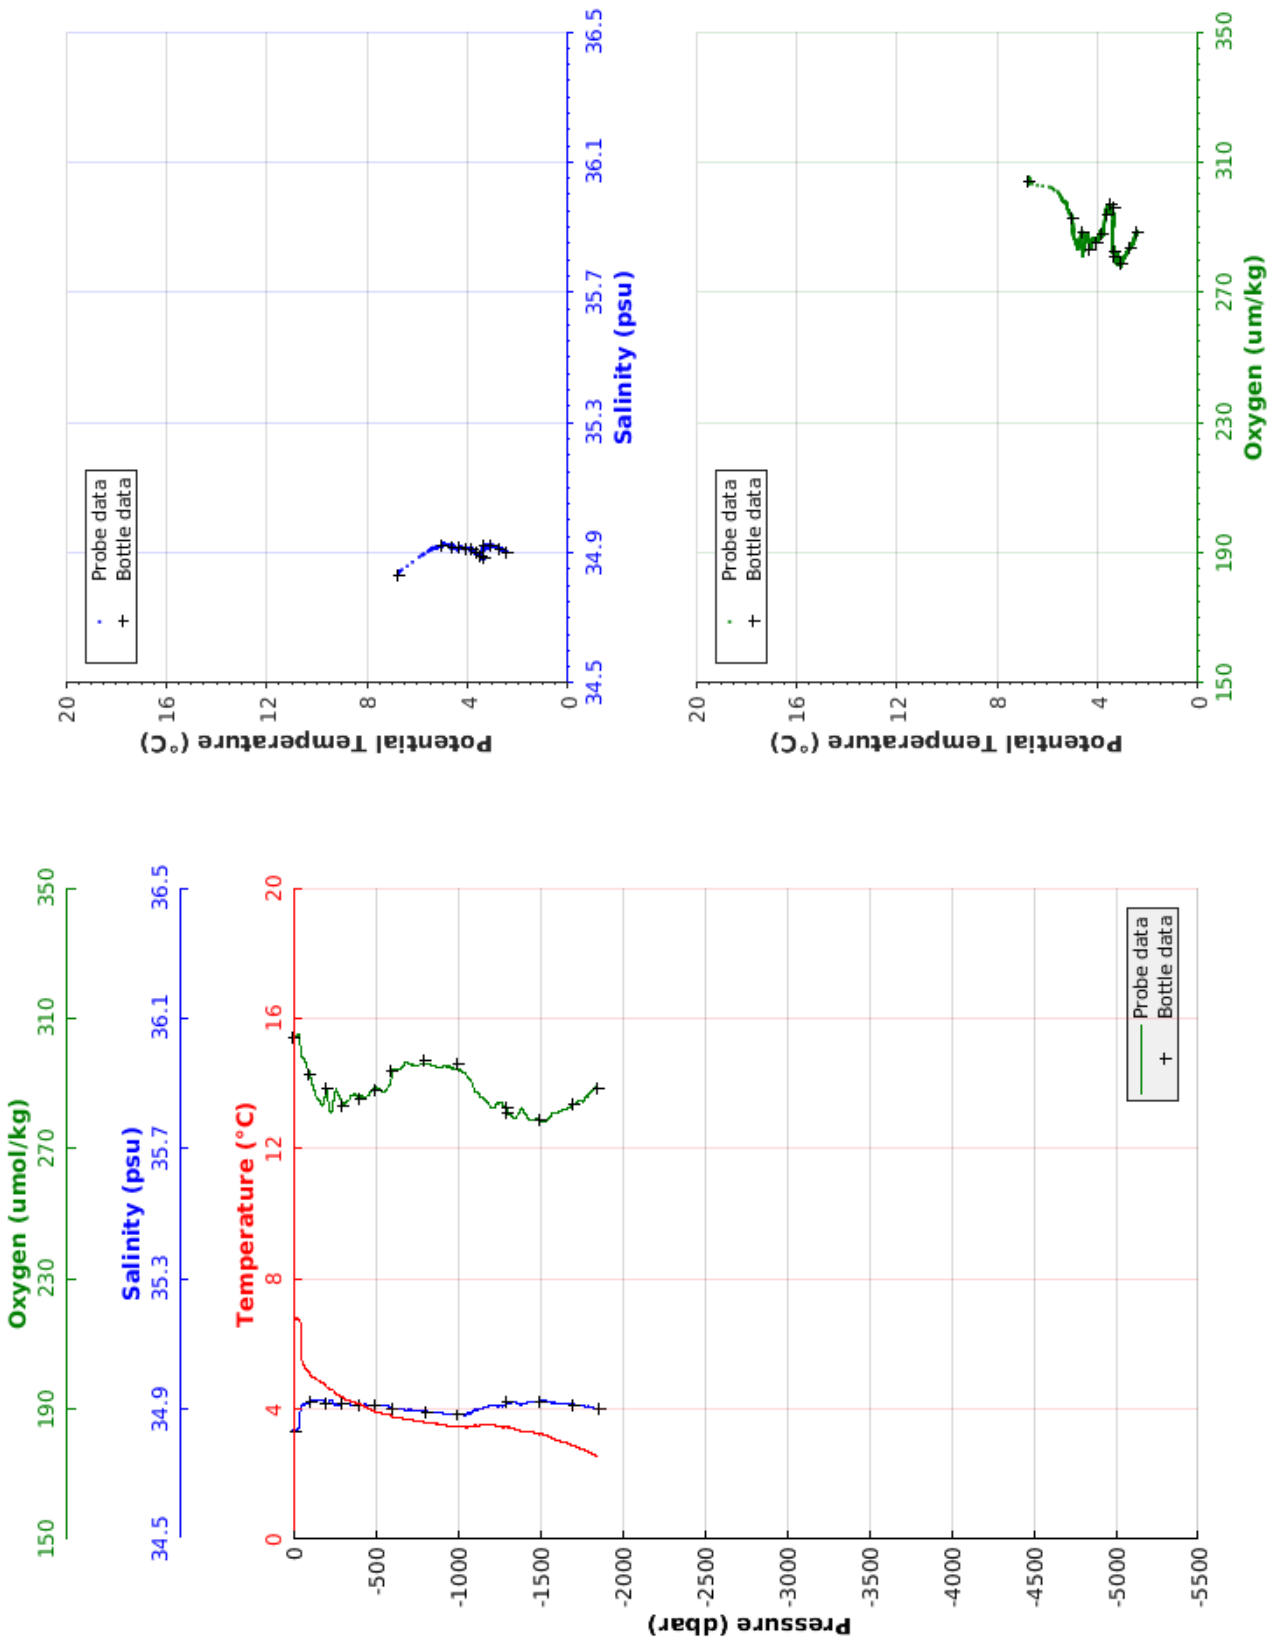 Oxygen (umol/kg)
150 190 230 270 310 350
Salinity (psu)
34.5 34.9 35.3 35.7 36.1 36.5
Temperature (°C)
0 4 8 12 16 20
Pressure (dbar)
0
-500
-1000
-1500
-2000
-2500
-3000
-3500
-4000
-4500
-5000
-5500
Probe data
Bottle data
Potential Temperature (°C)
20
16
12
8
4
0
Probe data
Bottle data
34.5 34.9 35.3 35.7 36.1 36.5
Salinity (psu)
Potential Temperature (°C)
20
16
12
8
4
0
Probe data
Bottle data
150 190 230 270 310 350
Oxygen (um/kg)